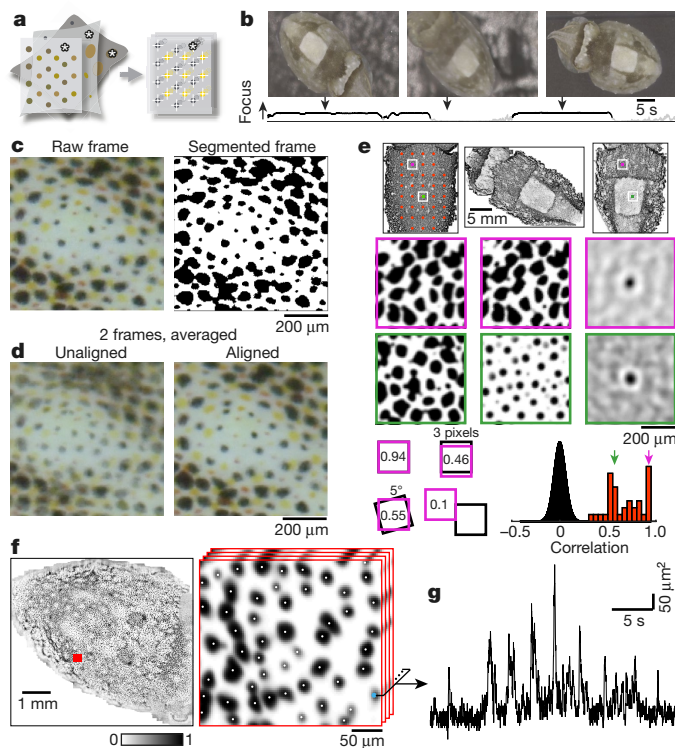 a
b
Focus
5 s
c
Raw frame
Segmented frame
200 μm
2 frames, averaged
d
Unaligned
Aligned
200 μm
e
5 mm
200 μm
3 pixels
0.94
0.46
5°
0.55
0.1
−0.5
0
0.5
1.0
Correlation
f
1 mm
0
1
50 μm
g
5 s
50 μm²